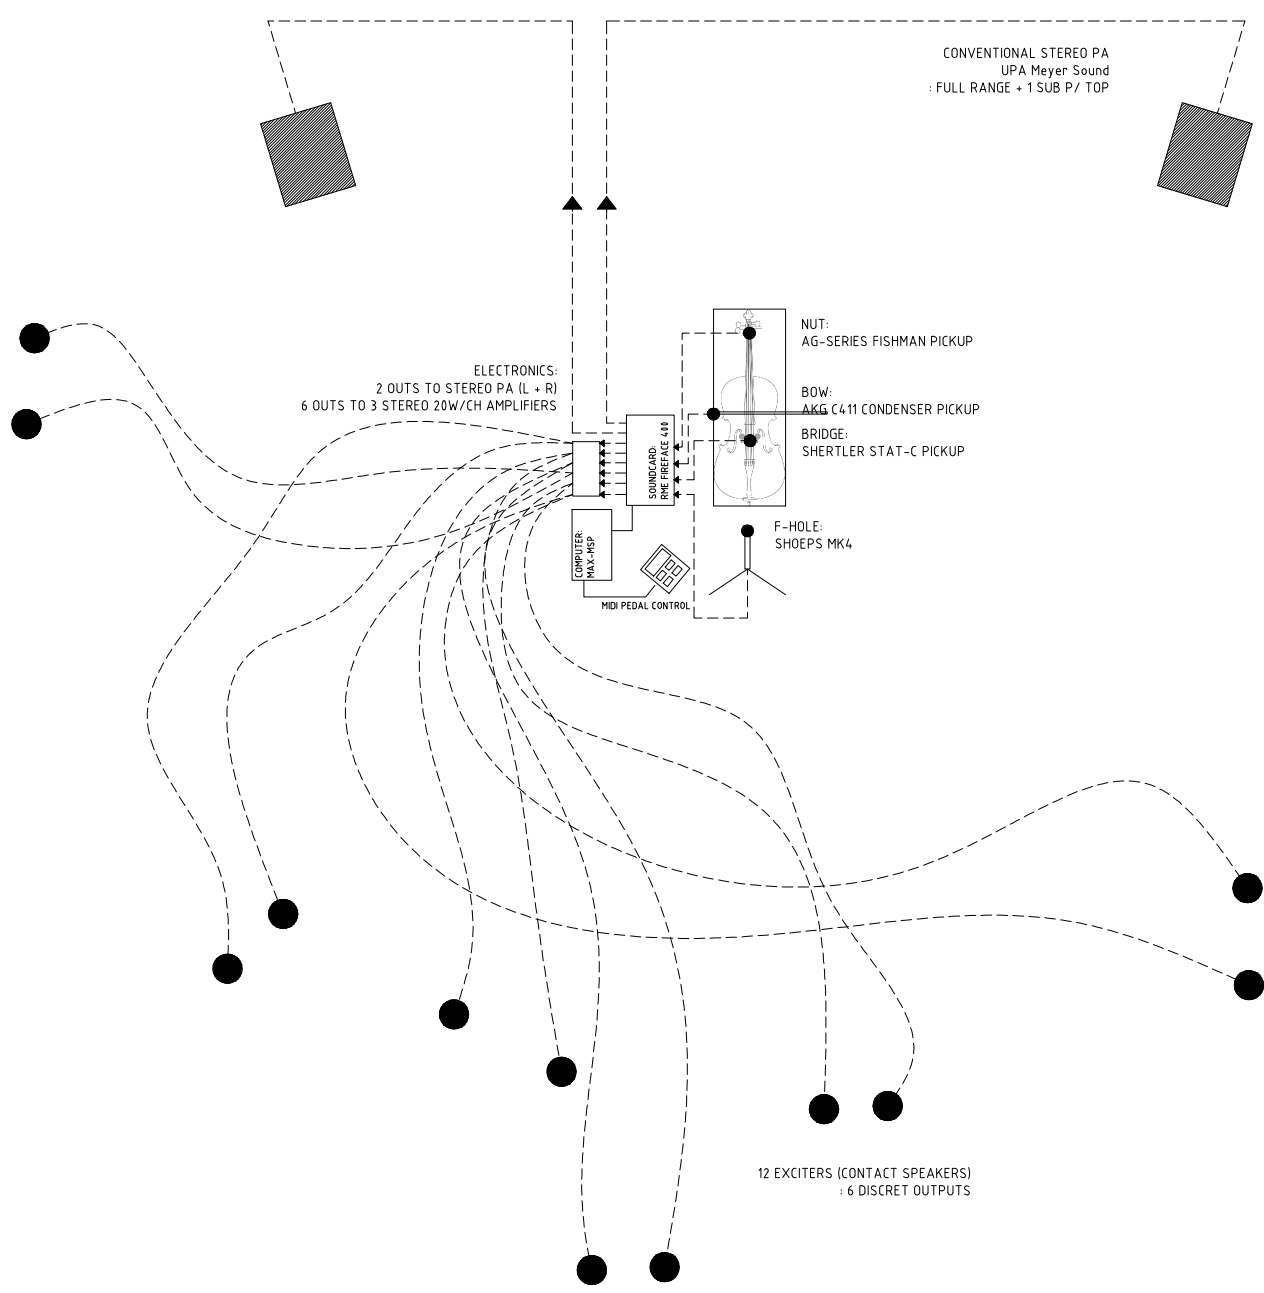 CONVENTIONAL STEREO PA
UPA Meyer Sound
: FULL RANGE + 1 SUB P/ TOP
NUT:
AG-SERIES FISHMAN PICKUP
ELECTRONICS:
2 OUTS TO STEREO PA (L + R)
6 OUTS TO 3 STEREO 20W/CH AMPLIFIERS
BOW:
AKG C411 CONDENSER PICKUP
BRIDGE:
SHERTLER STAT-C PICKUP
SOUNDCARD:
RME FIREFACE 400
F-HOLE:
SHOEPS MK4
COMPUTER:
MAX-MSP
MIDI PEDAL CONTROL
12 EXCITERS (CONTACT SPEAKERS)
: 6 DISCRET OUTPUTS